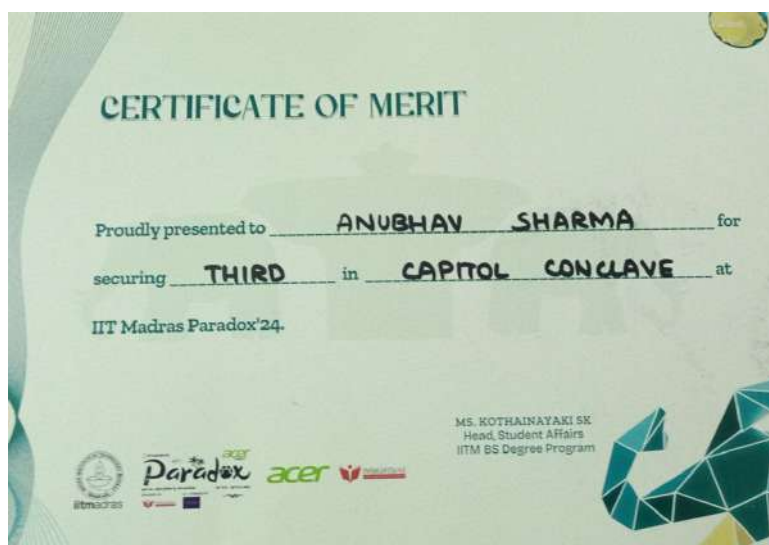 CERTIFICATE OF MERIT
Proudly presented to ANUBHAV SHARMA for
securing THIRD in CAPITOL CONCLAVE at
IIT Madras Paradox'24.
MS. KOTHAINAYAKI SK
Head, Student Affairs
IITM BS Degree Program
acer
Paradox
acer
iitmadras